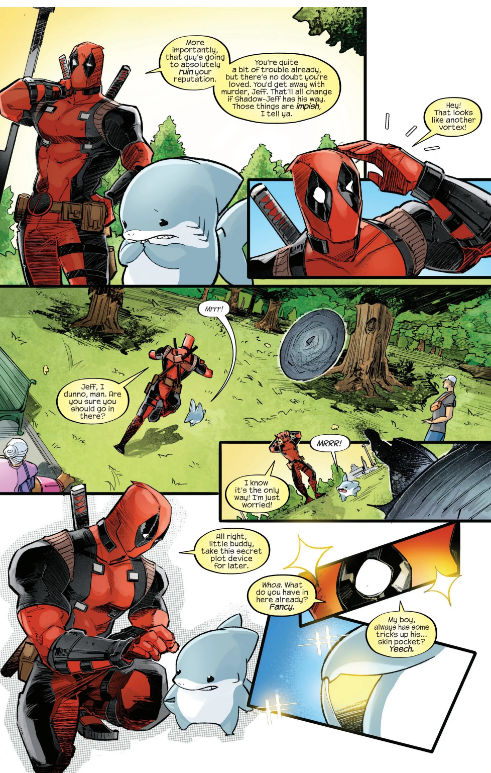 More
importantly,
that guy's going
to absolutely
ruin your
reputation.
You're quite
a bit of trouble already,
but there's no doubt you're
loved. You'd get away with
murder, Jeff. That'll all change
if Shadow-Jeff has his way.
Those things are impish,
I tell ya.
Hey!
That looks
like another
vortex!
Mrr!
Jeff, I
dunno, man. Are
you sure you
should go in
there?
MRRR!
I know
it's the only
way! I'm just
worried!
All right,
little buddy,
take this secret
plot device
for later.
Whoa. What
do you have in
here already?
Fancy.
My boy,
always has some
tricks up his...
skin pocket?
Yeech.